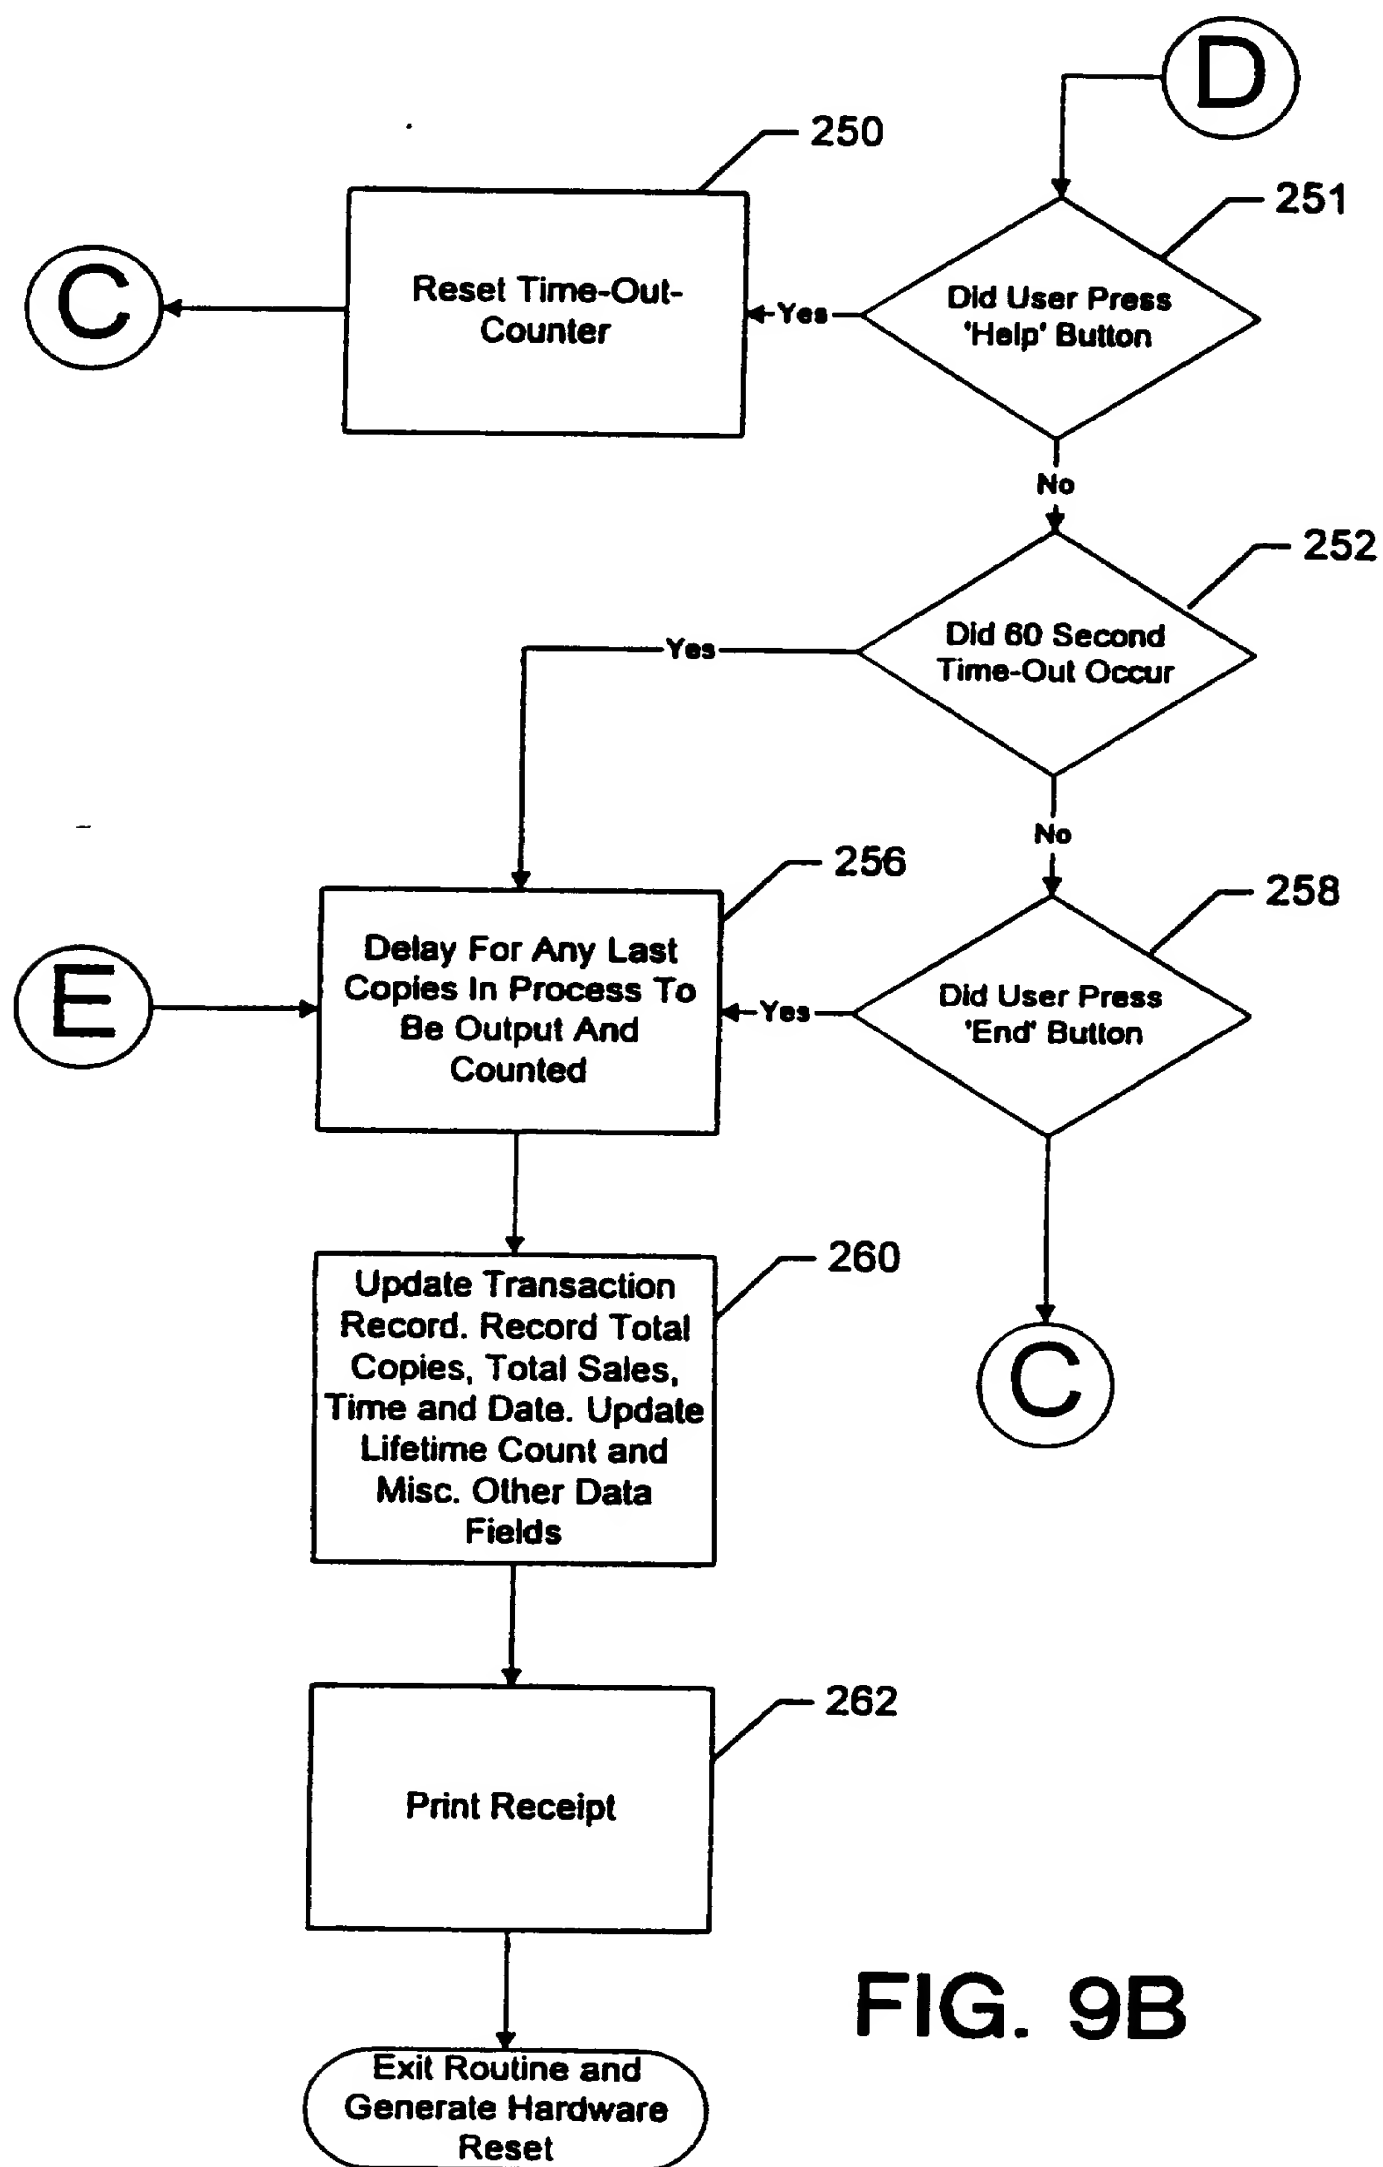 D
250
251
C
Reset Time-Out-
Counter
Yes
Did User Press
'Help' Button
No
252
Did 60 Second
Time-Out Occur
Yes
No
256
258
E
Delay For Any Last
Copies In Process To
Be Output And
Counted
Yes
Did User Press
'End' Button
260
Update Transaction
Record. Record Total
Copies, Total Sales,
Time and Date. Update
Lifetime Count and
Misc. Other Data
Fields
C
262
Print Receipt
FIG. 9B
Exit Routine and
Generate Hardware
Reset